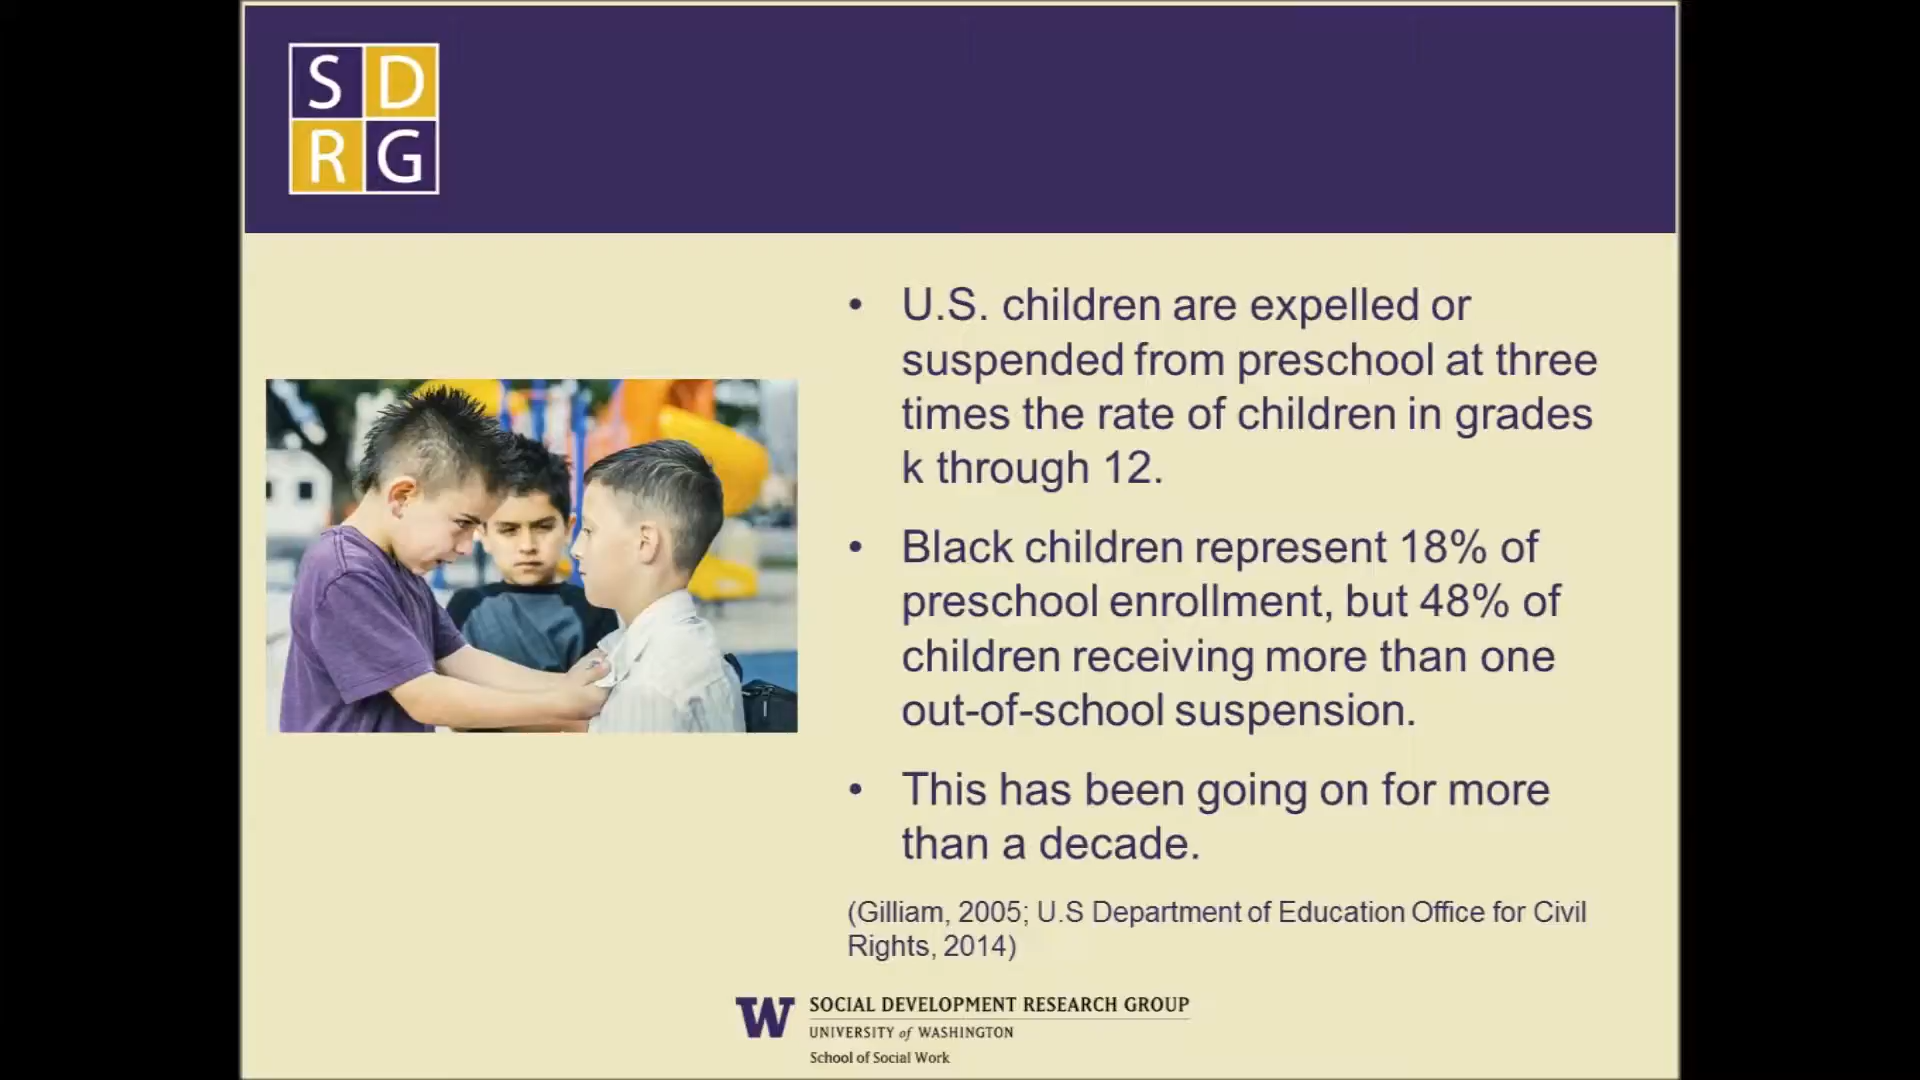 S D
R G
• U.S. children are expelled or
suspended from preschool at three
times the rate of children in grades
k through 12.
• Black children represent 18% of
preschool enrollment, but 48% of
children receiving more than one
out-of-school suspension.
• This has been going on for more
than a decade.
(Gilliam, 2005; U.S Department of Education Office for Civil
Rights, 2014)
W SOCIAL DEVELOPMENT RESEARCH GROUP
UNIVERSITY of WASHINGTON
School of Social Work